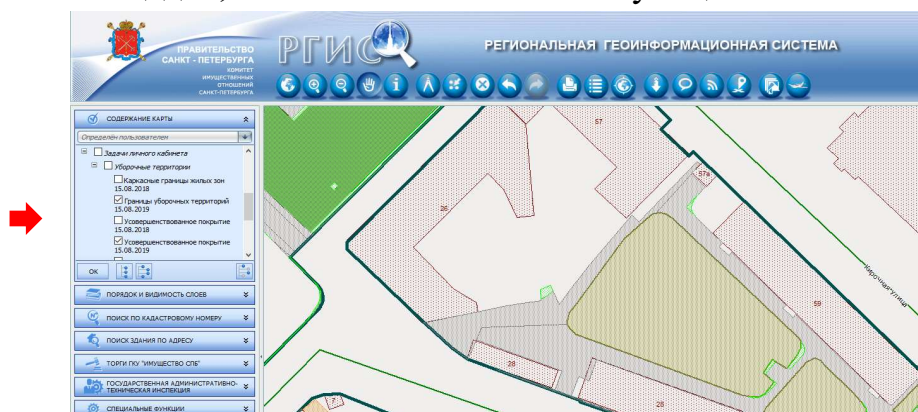 ПРАВИТЕЛЬСТВО
САНКТ - ПЕТЕРБУРГА
КОМИТЕТ
ИМУЩЕСТВЕННЫХ
ОТНОШЕНИЙ
САНКТ-ПЕТЕРБУРГА
РГИС
РЕГИОНАЛЬНАЯ ГЕОИНФОРМАЦИОННАЯ СИСТЕМА
СОДЕРЖАНИЕ КАРТЫ
Определён пользователем
Задачи личного кабинета
Уборочные территории
Каркасные границы жилых зон
15.08.2018
Границы уборочных территорий
15.08.2019
Усовершенствованное покрытие
15.08.2018
Усовершенствованное покрытие
15.08.2019
ОК
ПОРЯДОК И ВИДИМОСТЬ СЛОЕВ
ПОИСК ПО КАДАСТРОВОМУ НОМЕРУ
ПОИСК ЗДАНИЯ ПО АДРЕСУ
ТОРГИ ГКУ "ИМУЩЕСТВО СПБ"
ГОСУДАРСТВЕННАЯ АДМИНИСТРАТИВНО-
ТЕХНИЧЕСКАЯ ИНСПЕКЦИЯ
СПЕЦИАЛЬНЫЕ ФУНКЦИИ
57
57а
26
Кирочная улица
59
28
28
7